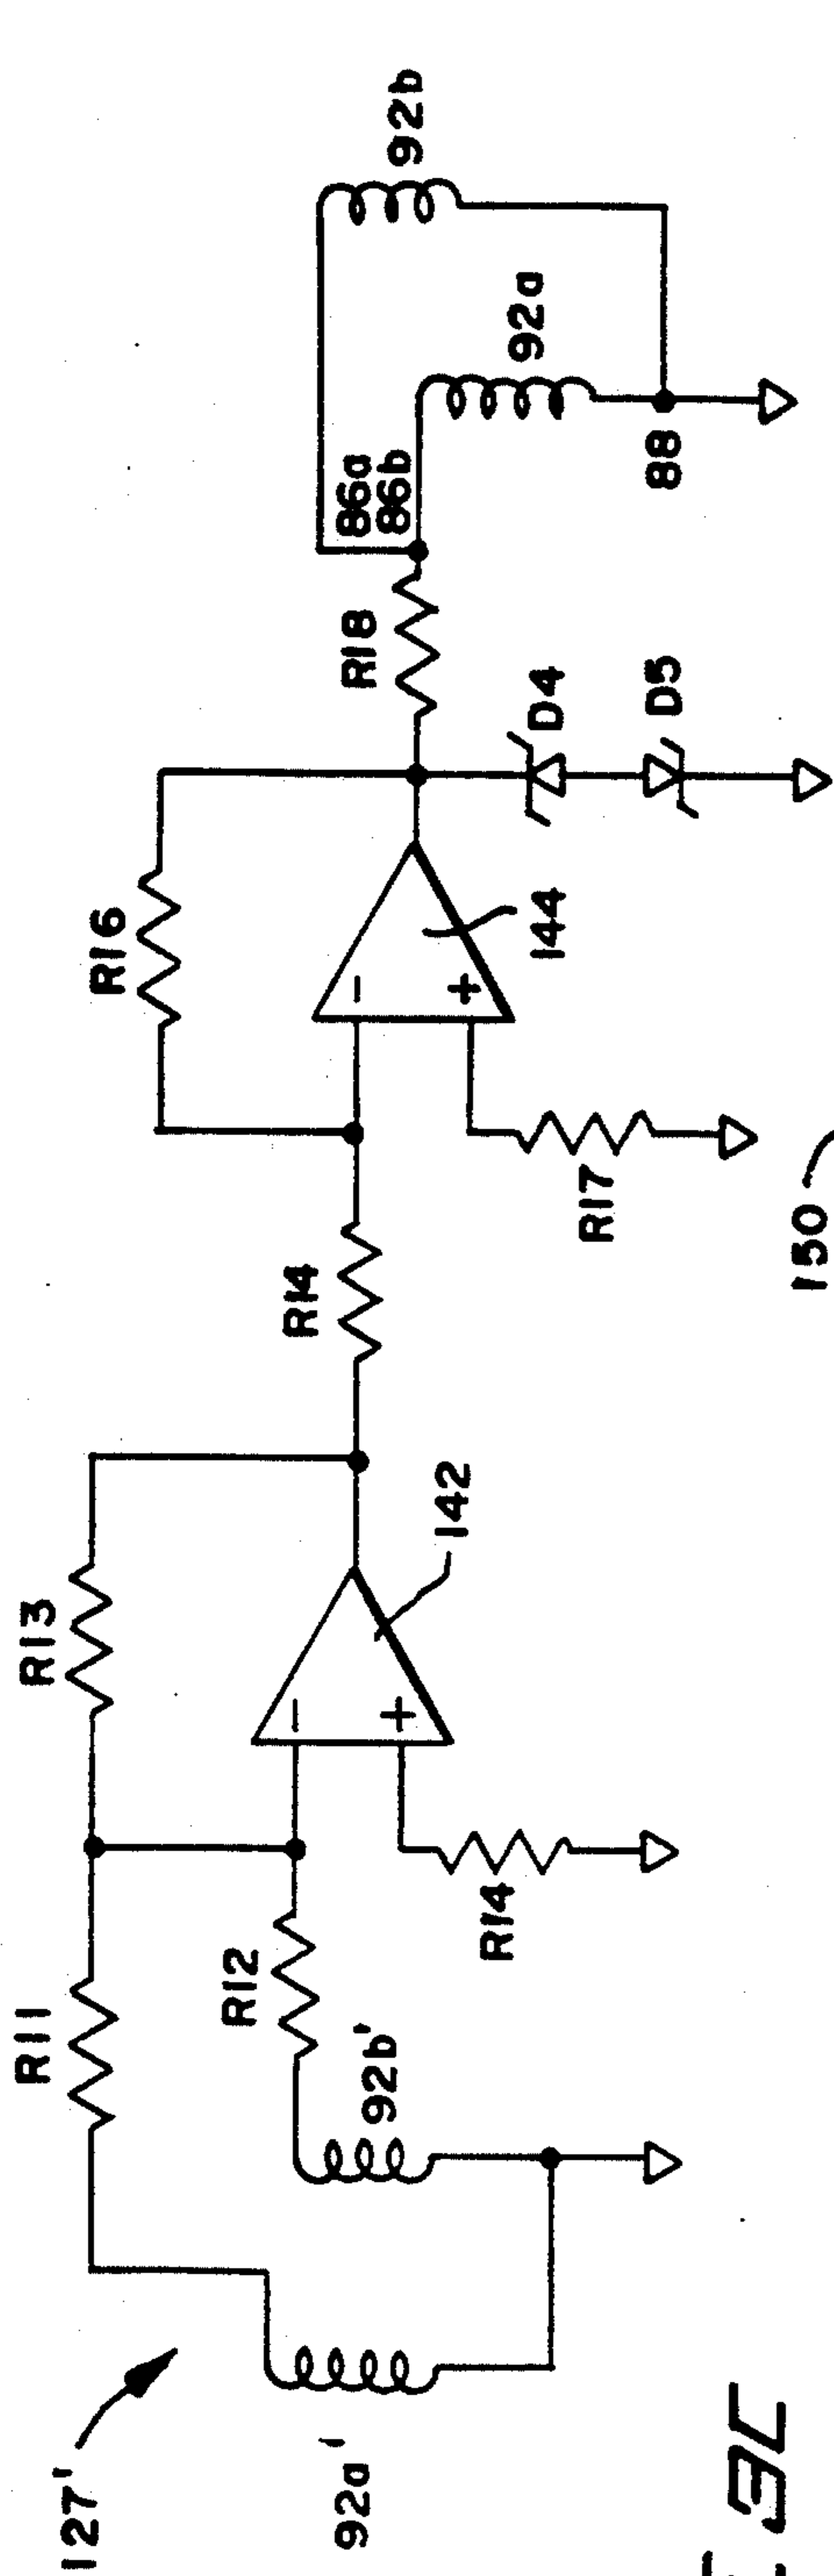 127'
92a'
92b'
R11
R12
R13
R14
-
+
142
R14
R16
R17
-
+
144
R18
D4
D5
86a
86b
92a
92b
88
150
3C